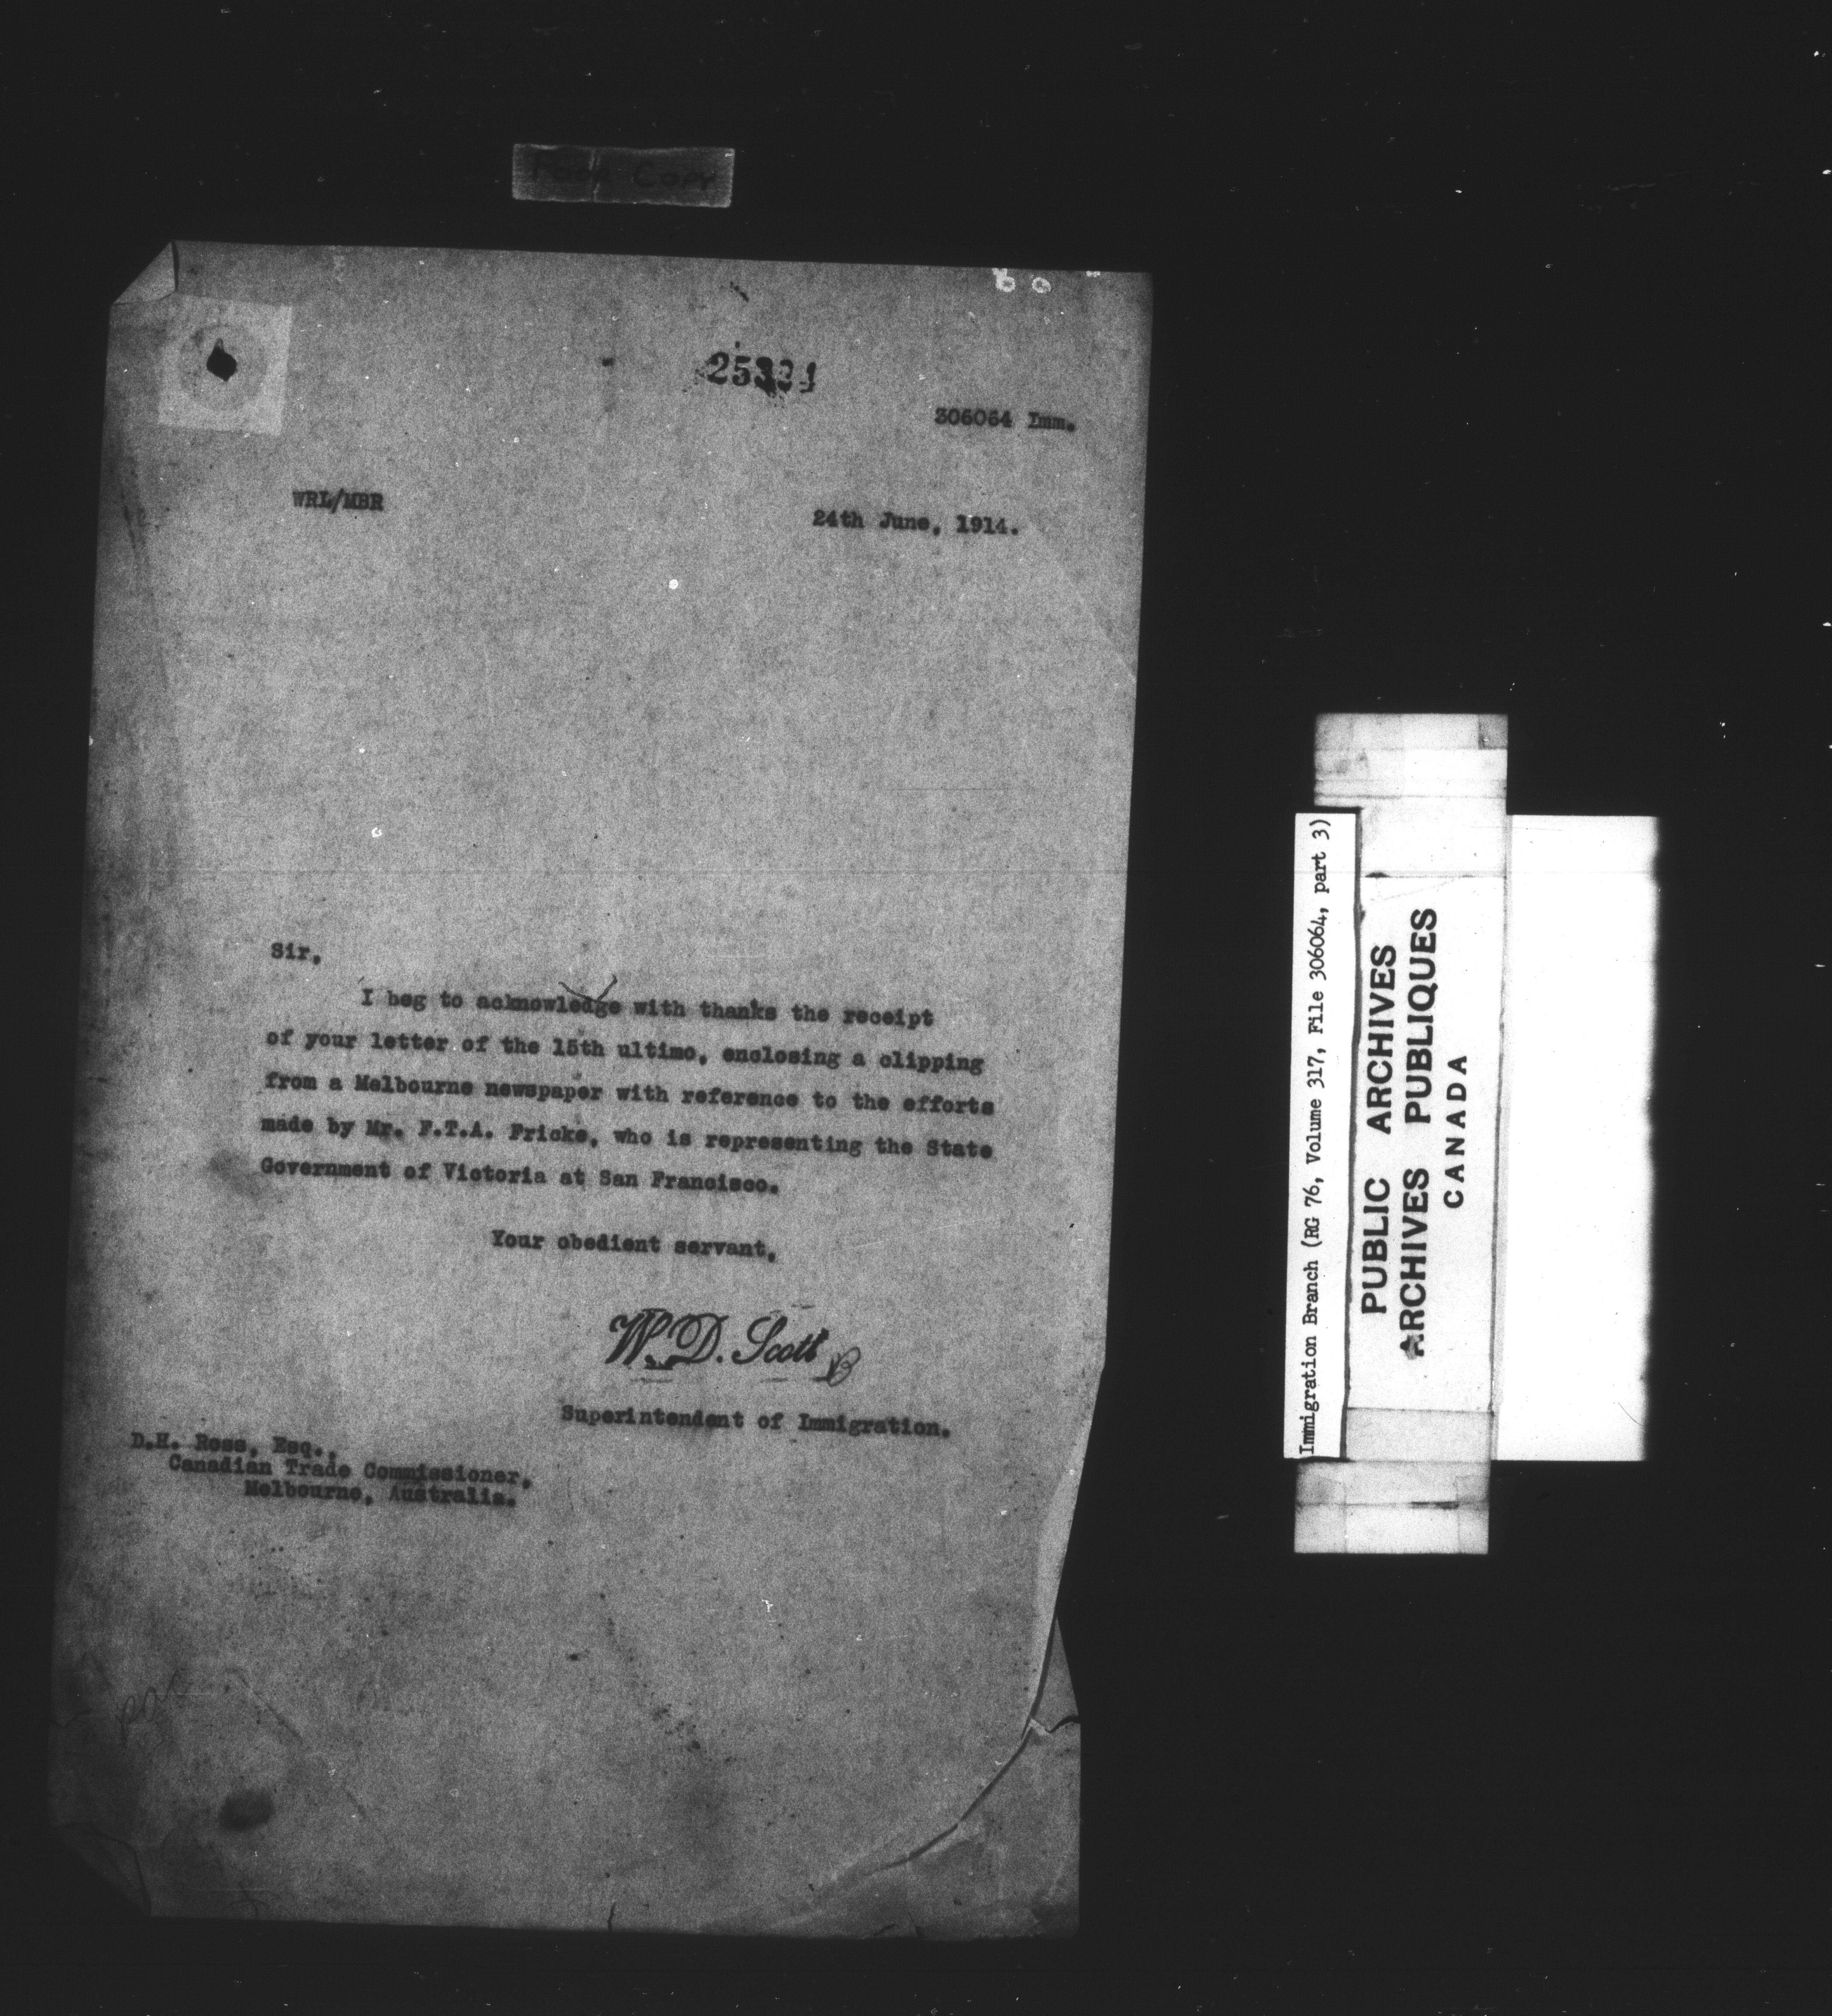 Poor Copy
306064 Imm.
WRL/MBR
24th June, 1914.
Sir,
I beg to acknowledge with thanks the receipt
of your letter of the 15th ultimo, enclosing a clipping
from a Melbourne newspaper with reference to the efforts
made by Mr. F.T.A. Fricke, who is representing the State
Government of Victoria at San Francisco.
Your obedient servant,
W. D. Scott
Superintendent of Immigration.
D.H. Ross, Esq.,
Canadian Trade Commissioner,
Melbourne, Australia.
Immigration Branch (RG 76, Volume 317, File 306064, part 3)
PUBLIC ARCHIVES
ARCHIVES PUBLIQUES
CANADA